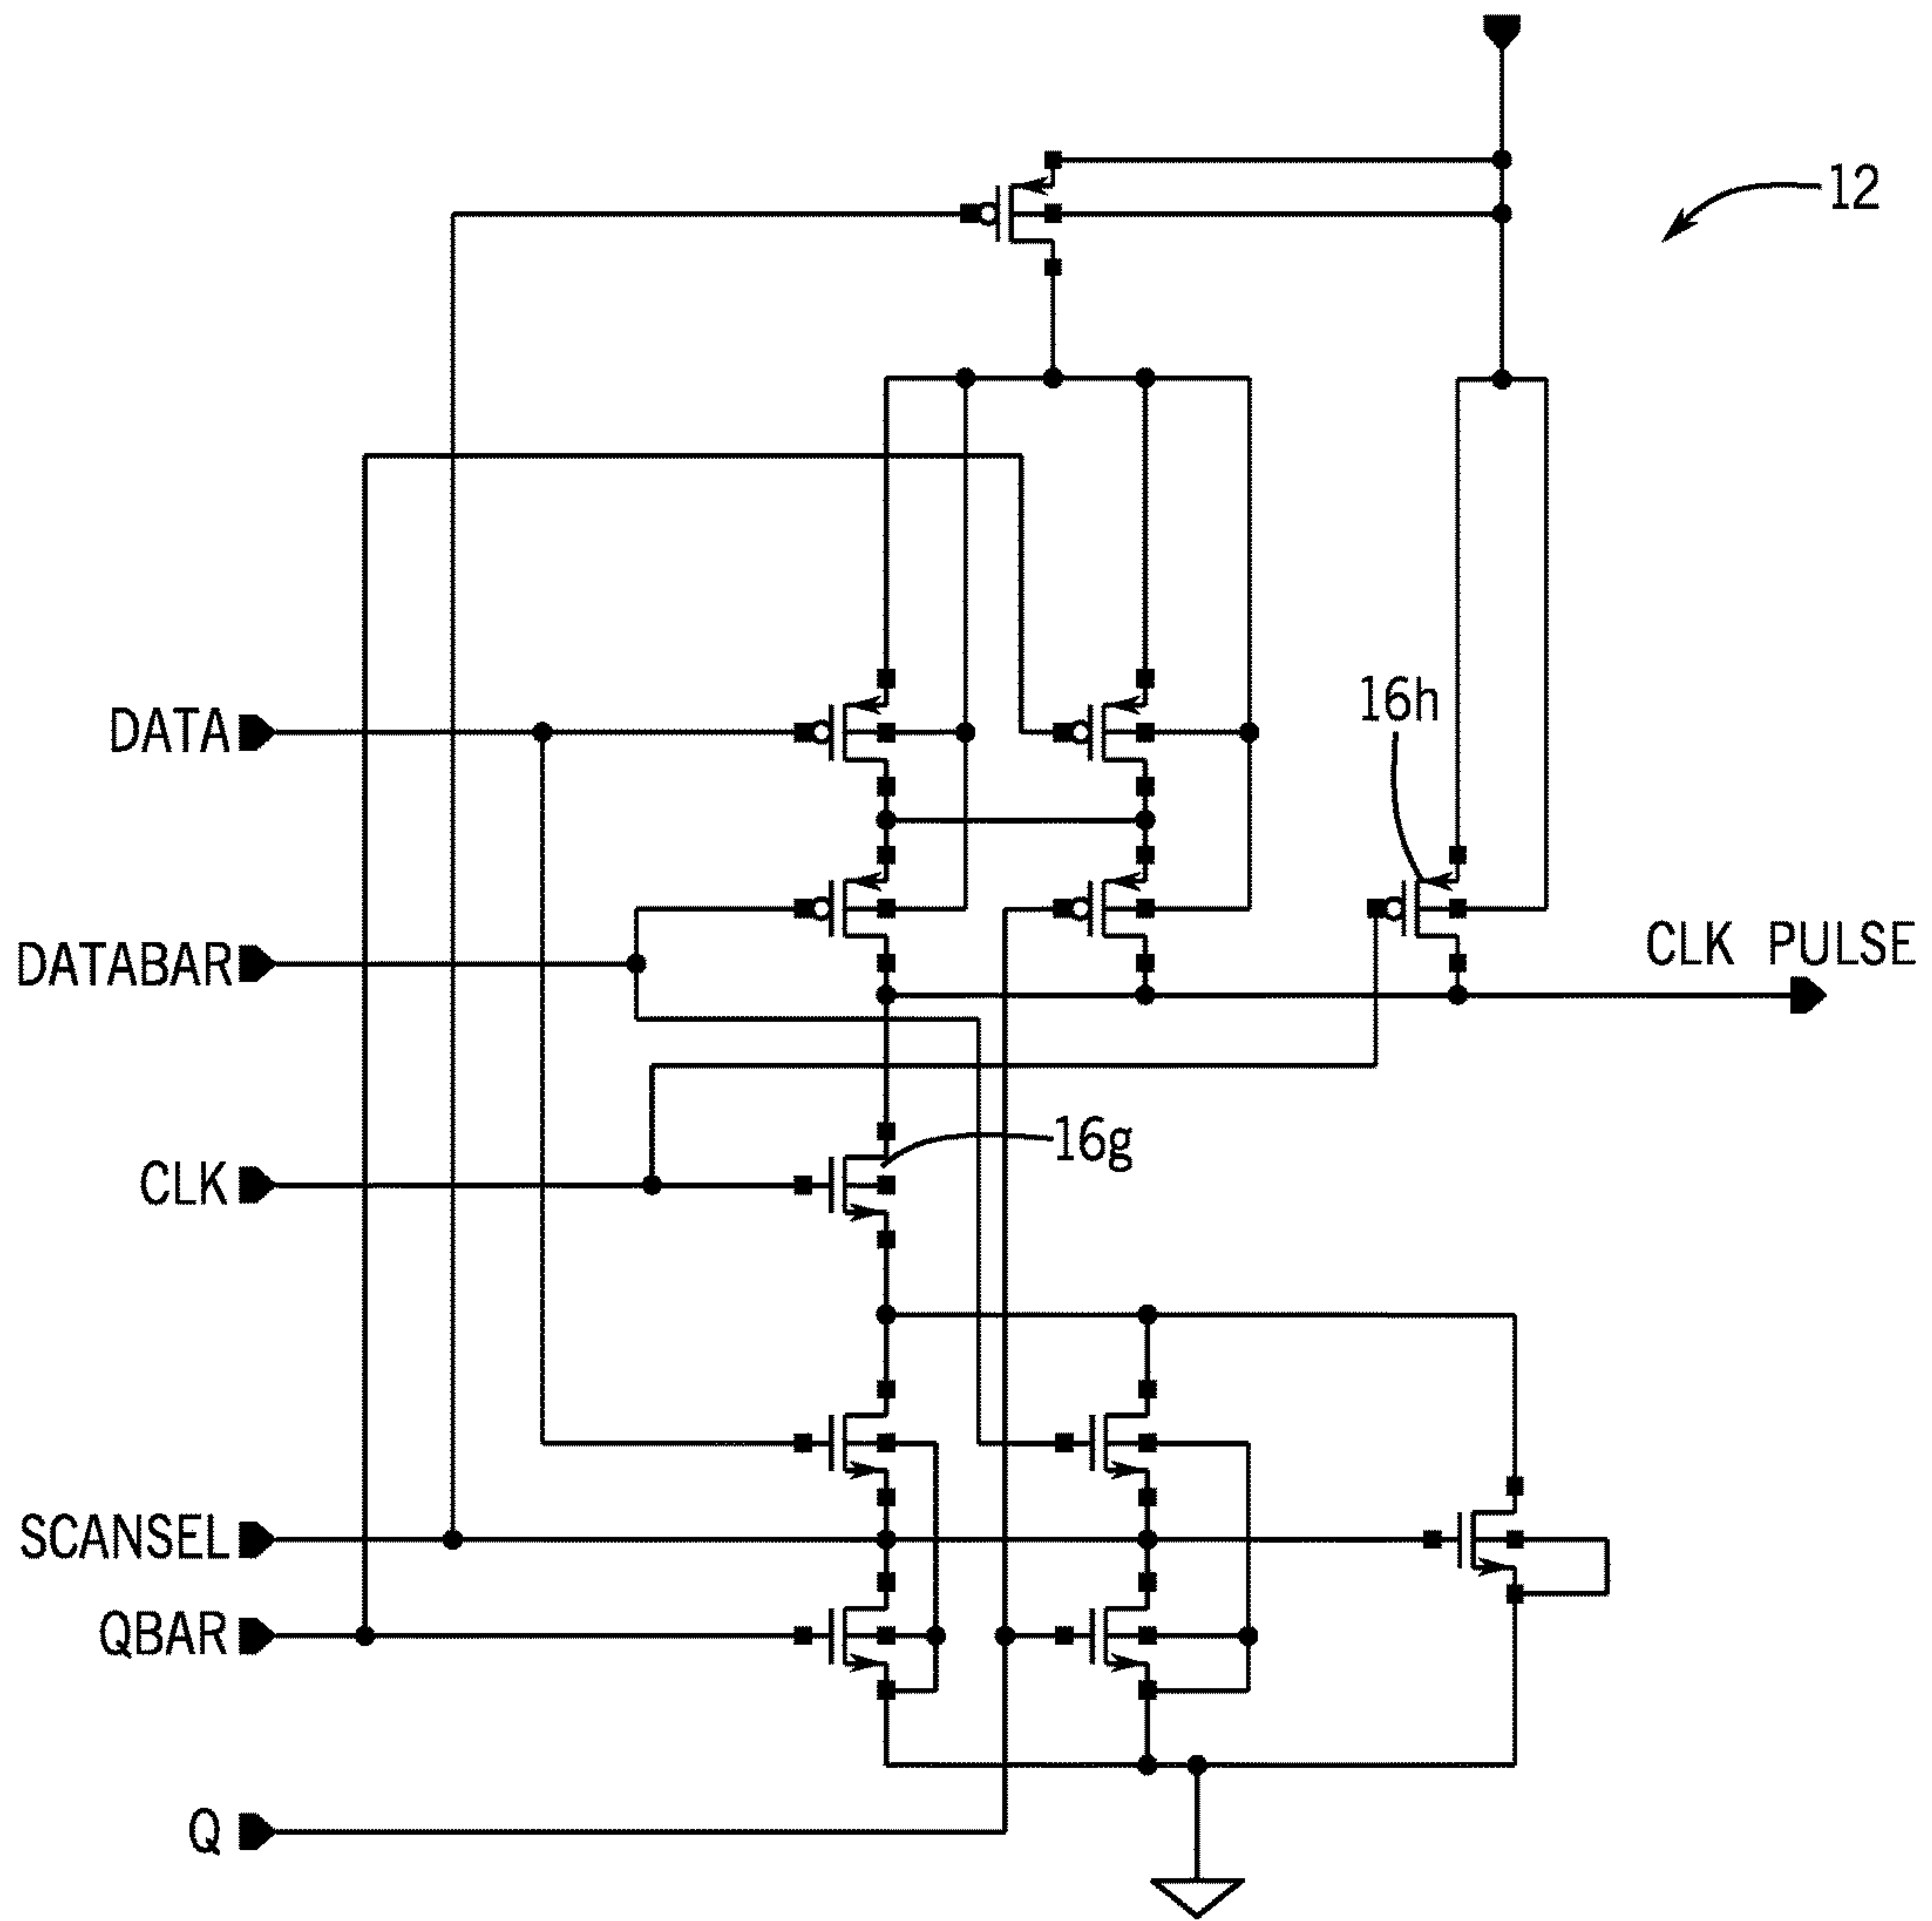 12
DATA
16h
DATABAR
CLK PULSE
CLK
16g
SCANSEL
QBAR
Q